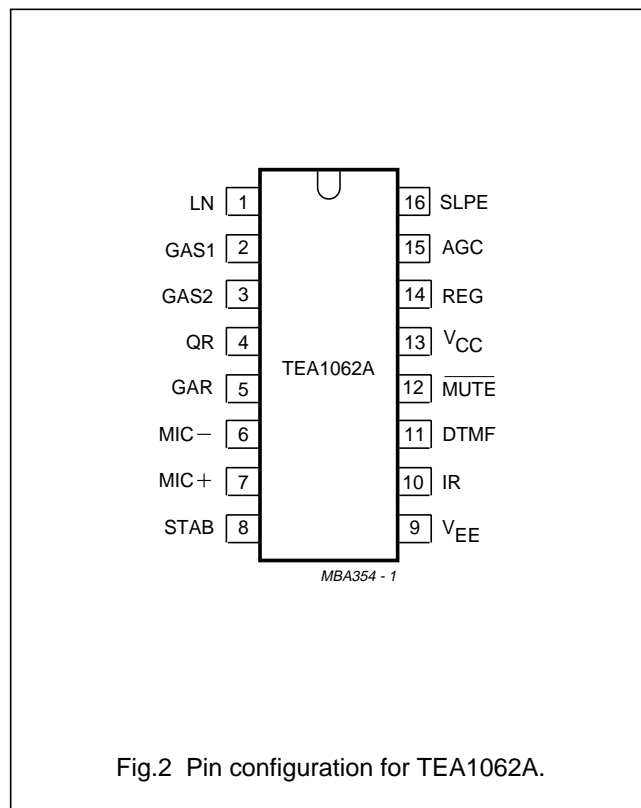 LN 1 16 SLPE
GAS1 2 15 AGC
GAS2 3 14 REG
QR 4 13 VCC
GAR 5 TEA1062A 12 MUTE
MIC− 6 11 DTMF
MIC+ 7 10 IR
STAB 8 9 VEE
MBA354 - 1
Fig.2 Pin configuration for TEA1062A.